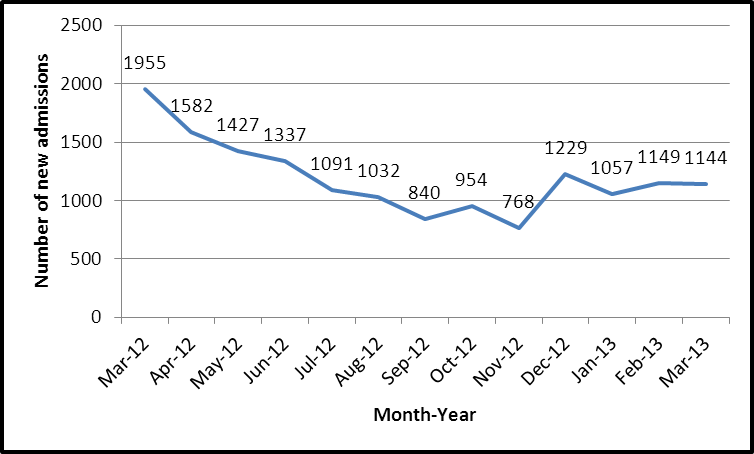 2500
2000
1500
1000
500
0
Number of new admissions
1955
1582
1427
1337
1091
1032
840
954
768
1229
1057
1149
1144
Mar-12
Apr-12
May-12
Jun-12
Jul-12
Aug-12
Sep-12
Oct-12
Nov-12
Dec-12
Jan-13
Feb-13
Mar-13
Month-Year